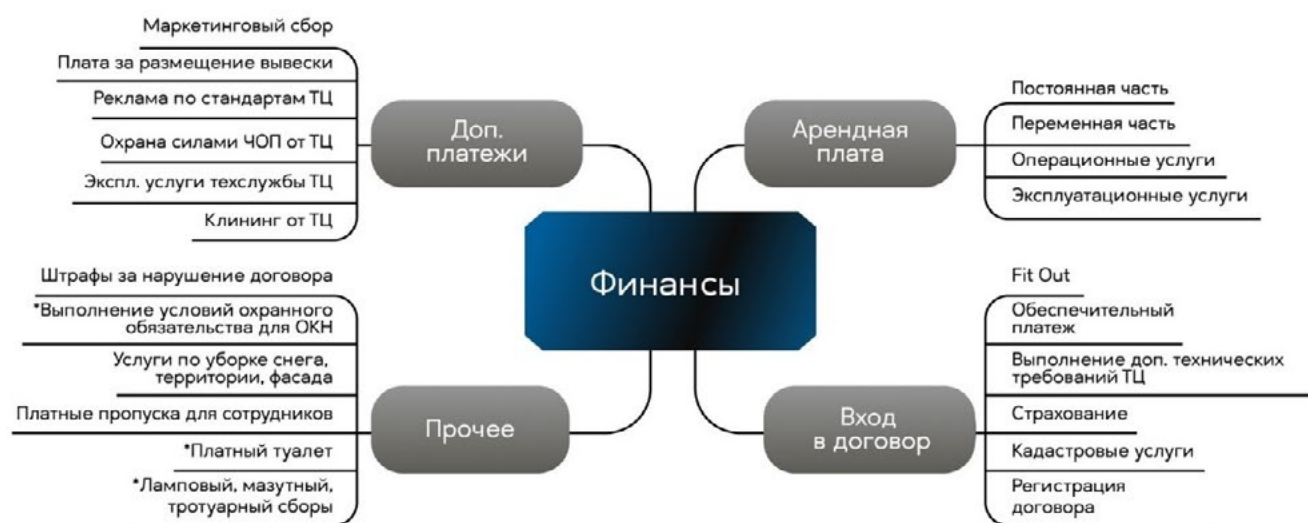 Маркетинговый сбор
Плата за размещение вывески
Реклама по стандартам ТЦ
Охрана силами ЧОП от ТЦ
Экспл. услуги техслужбы ТЦ
Клининг от ТЦ
Доп.
платежи
Арендная
плата
Постоянная часть
Переменная часть
Операционные услуги
Эксплуатационные услуги
Финансы
Штрафы за нарушение договора
*Выполнение условий охранного
обязательства для ОКН
Услуги по уборке снега,
территории, фасада
Платные пропуска для сотрудников
*Платный туалет
*Ламповый, мазутный,
тротуарный сборы
Прочее
Вход
в договор
Fit Out
Обеспечительный
платеж
Выполнение доп. технических
требований ТЦ
Страхование
Кадастровые услуги
Регистрация
договора